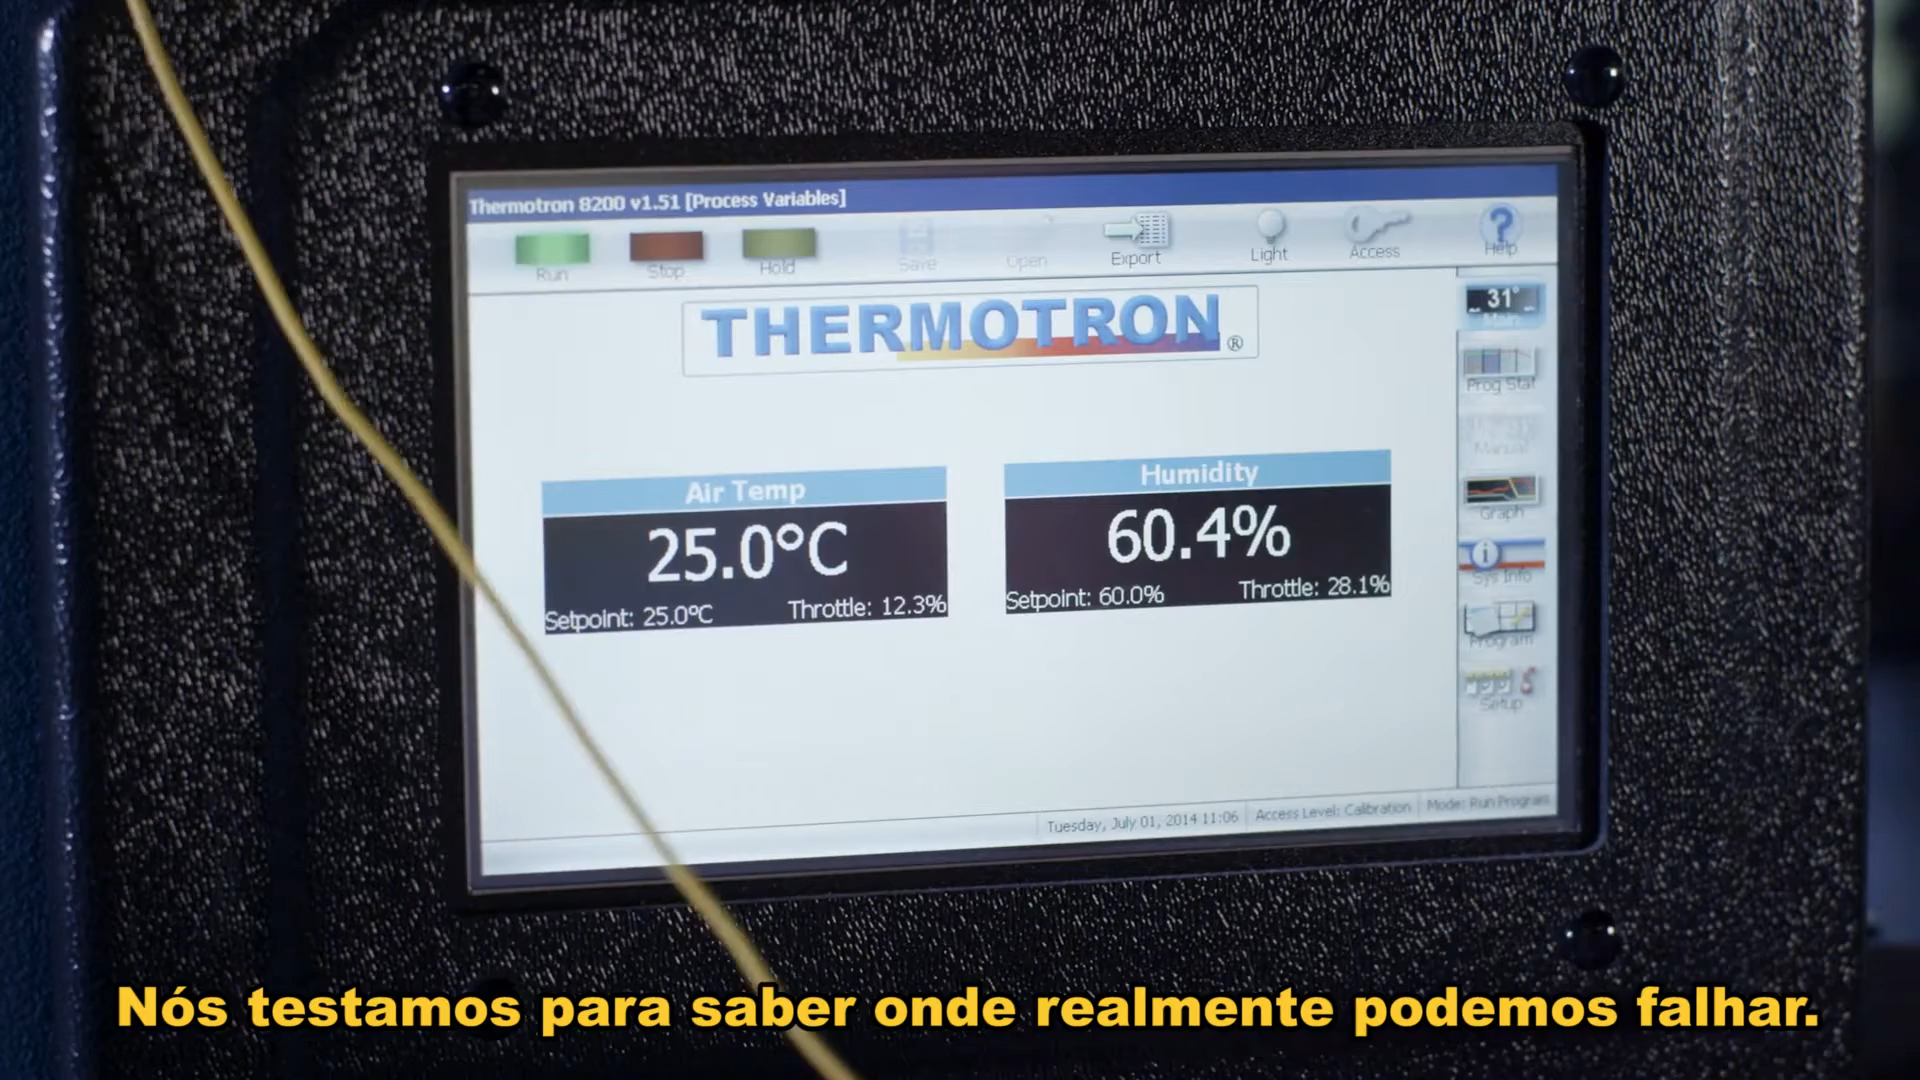 Thermotron 8200 v1.51 [Process Variables]
Run
Stop
Hold
Save
Open
Export
Light
Access
Help
THERMOTRON®
31°
Main
Prog Stat
Manual
Graph
Sys Info
Program
Setup
Air Temp
25.0°C
Setpoint: 25.0°C Throttle: 12.3%
Humidity
60.4%
Setpoint: 60.0% Throttle: 28.1%
Tuesday, July 01, 2014 11:06 Access Level: Calibration Mode: Run Program
Nós testamos para saber onde realmente podemos falhar.